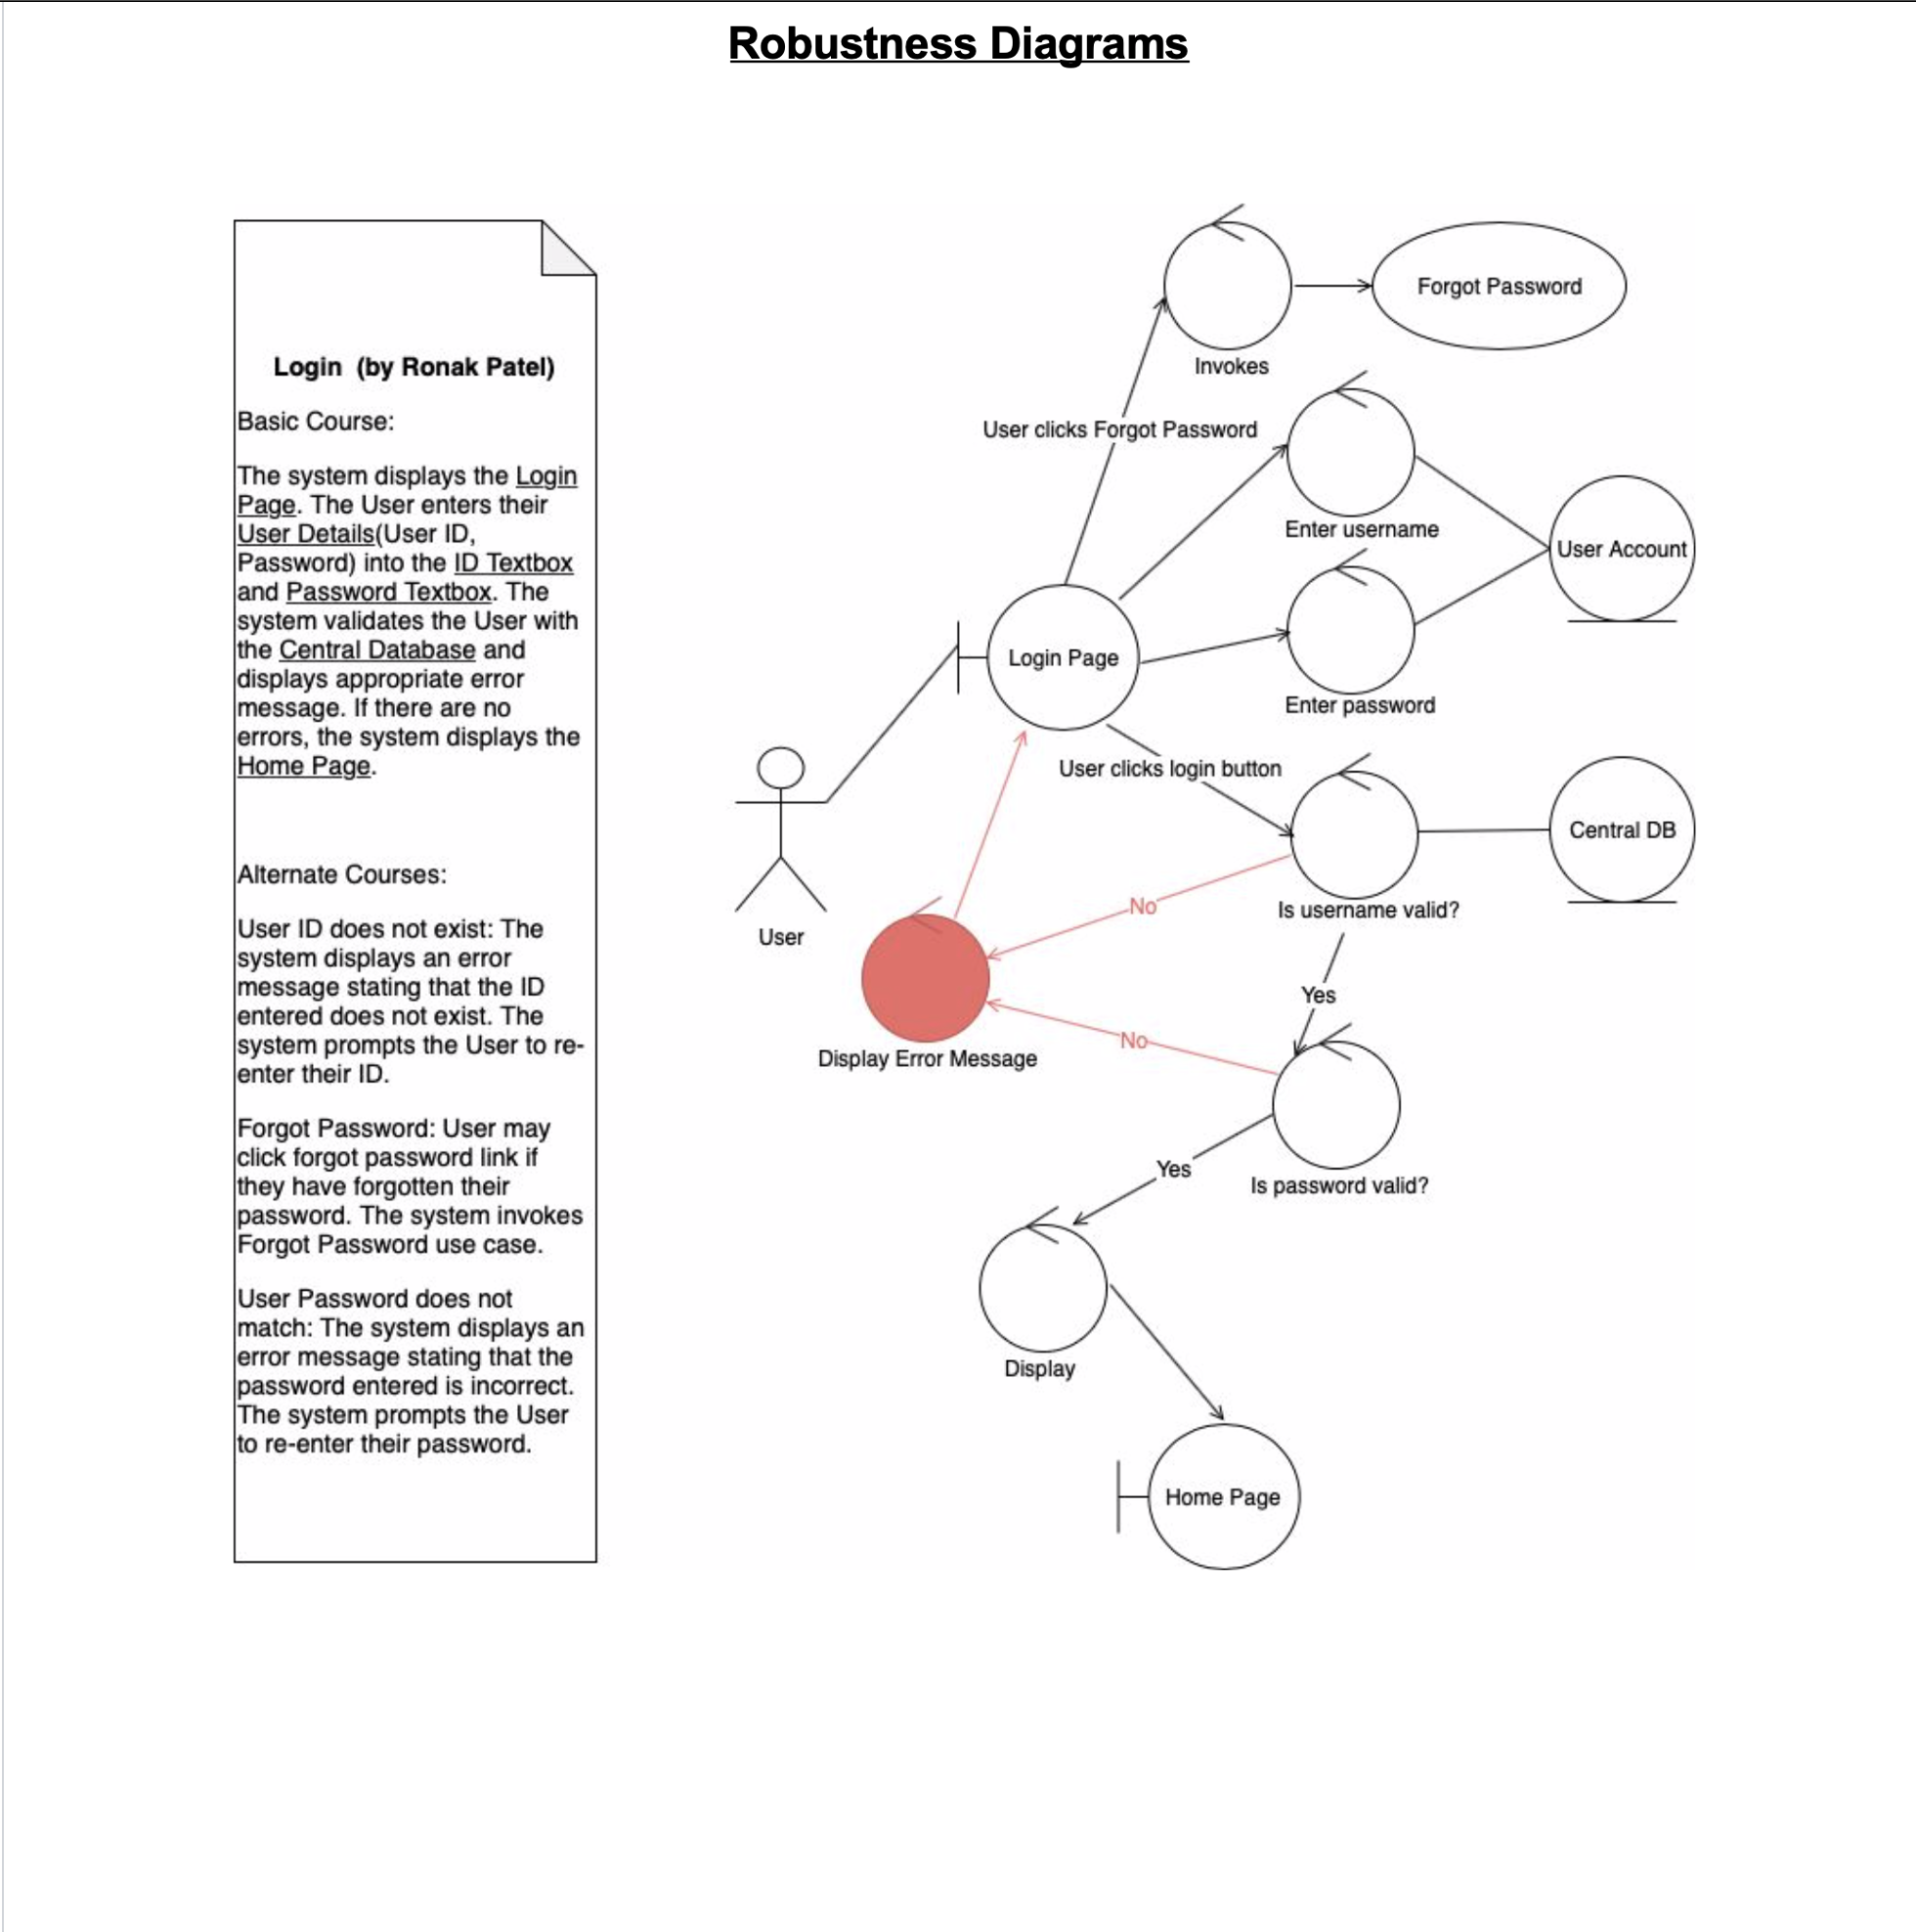 Robustness Diagrams
Login (by Ronak Patel)
Basic Course:
The system displays the Login
Page. The User enters their
User Details(User ID,
Password) into the ID Textbox
and Password Textbox. The
system validates the User with
the Central Database and
displays appropriate error
message. If there are no
errors, the system displays the
Home Page.
Alternate Courses:
User ID does not exist: The
system displays an error
message stating that the ID
entered does not exist. The
system prompts the User to re-
enter their ID.
Forgot Password: User may
click forgot password link if
they have forgotten their
password. The system invokes
Forgot Password use case.
User Password does not
match: The system displays an
error message stating that the
password entered is incorrect.
The system prompts the User
to re-enter their password.
Forgot Password
Invokes
User clicks Forgot Password
Enter username
User Account
Login Page
Enter password
User clicks login button
Central DB
No
Is username valid?
User
Yes
No
Display Error Message
Yes
Is password valid?
Display
Home Page